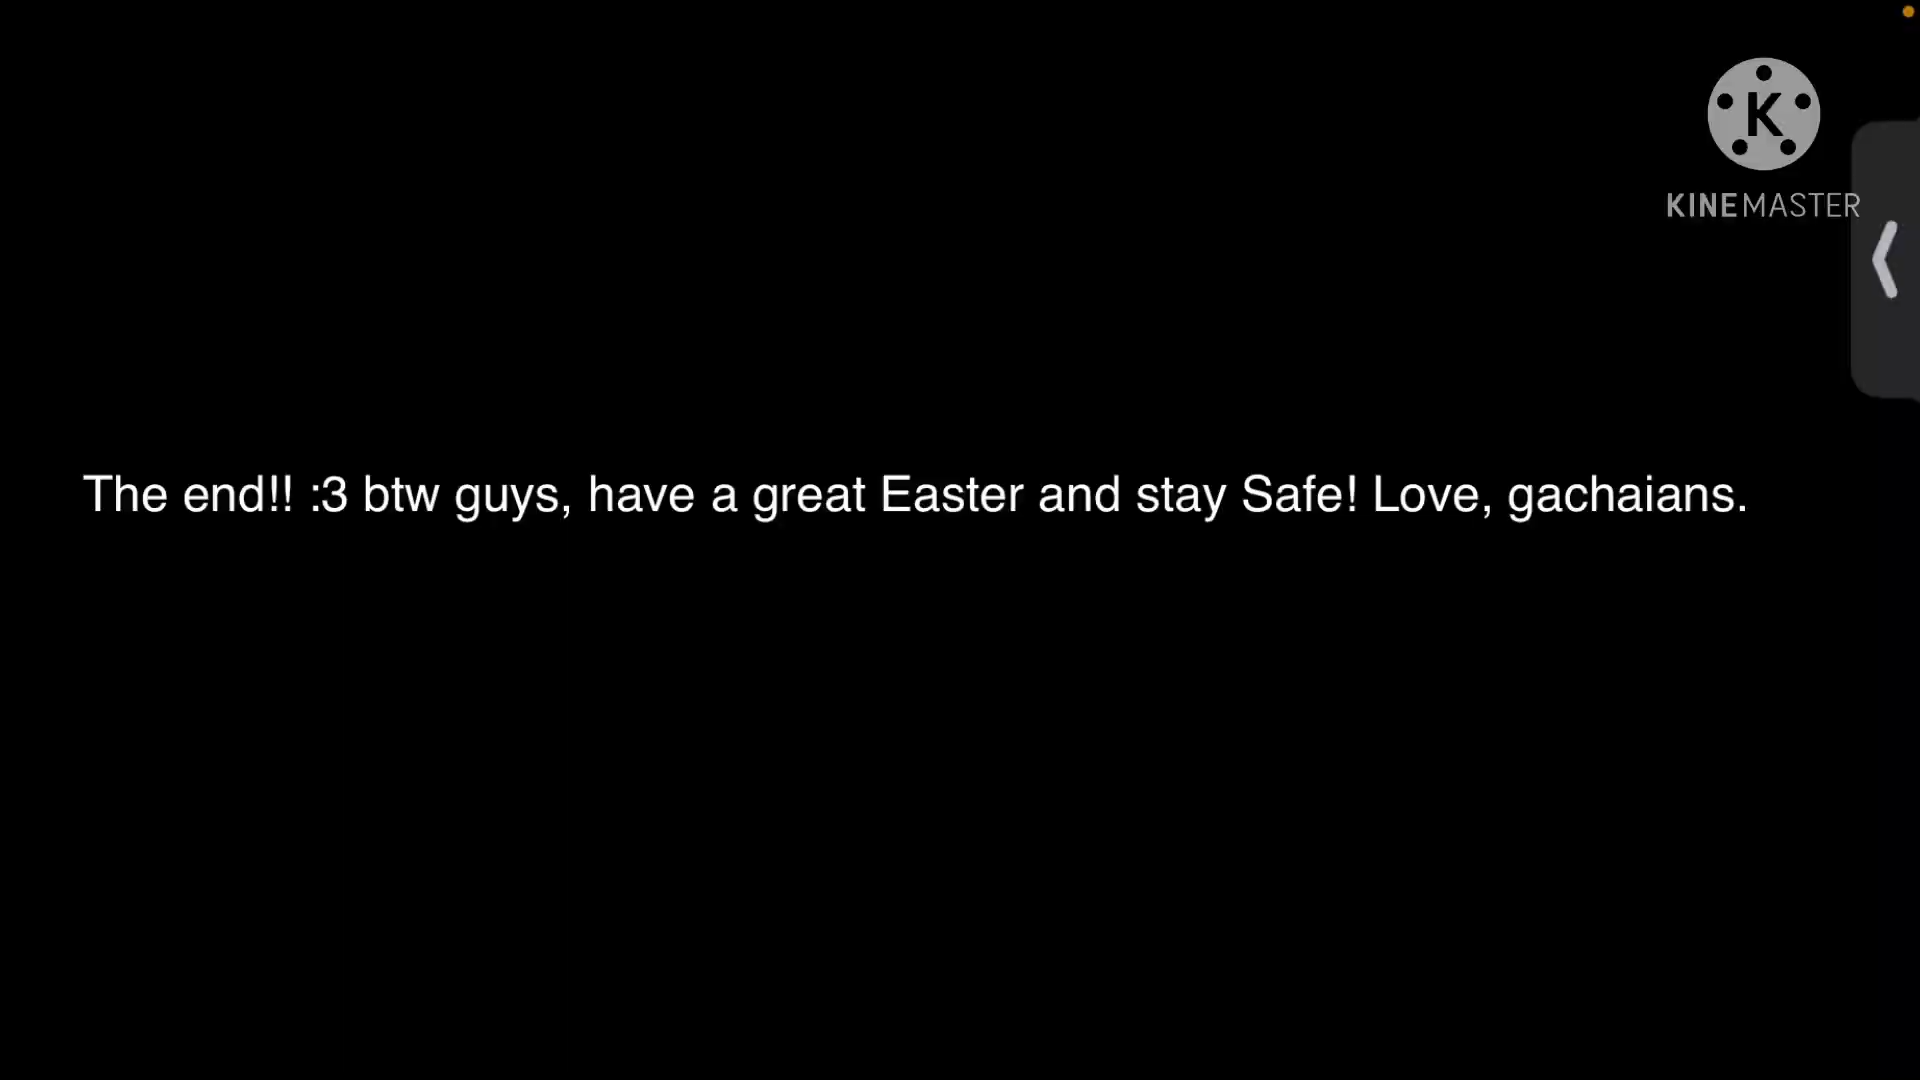 K
KINEMASTER
The end!! :3 btw guys, have a great Easter and stay Safe! Love, gachaians.